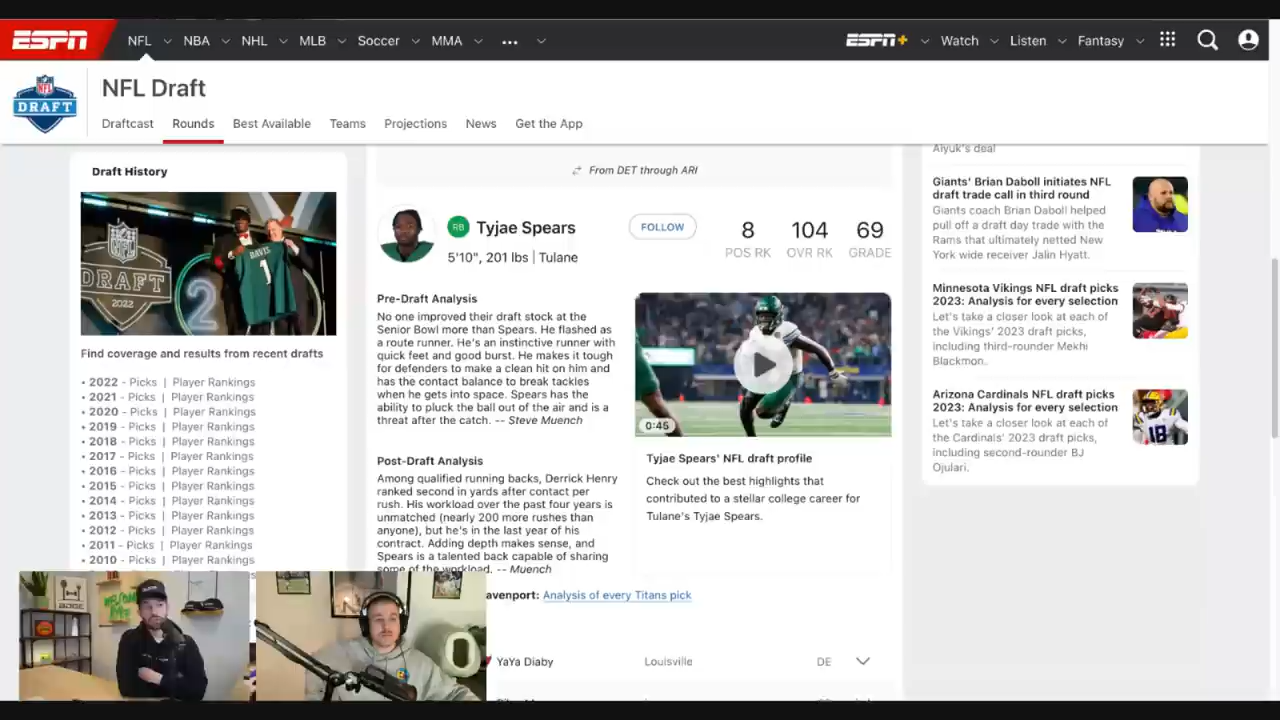 ESPN
NFL
NBA
NHL
MLB
Soccer
MMA
ESPN+
Watch
Listen
Fantasy
NFL
DRAFT
NFL Draft
Draftcast
Rounds
Best Available
Teams
Projections
News
Get the App
Draft History
NFL
DRAFT
2022
2
DAVIS
1
Find coverage and results from recent drafts
• 2022 - Picks | Player Rankings
• 2021 - Picks | Player Rankings
• 2020 - Picks | Player Rankings
• 2019 - Picks | Player Rankings
• 2018 - Picks | Player Rankings
• 2017 - Picks | Player Rankings
• 2016 - Picks | Player Rankings
• 2015 - Picks | Player Rankings
• 2014 - Picks | Player Rankings
• 2013 - Picks | Player Rankings
• 2012 - Picks | Player Rankings
• 2011 - Picks | Player Rankings
• 2010 - Picks | Player Rankings
From DET through ARI
RB
Tyjae Spears
5'10", 201 lbs | Tulane
FOLLOW
8
POS RK
104
OVR RK
69
GRADE
Pre-Draft Analysis
No one improved their draft stock at the
Senior Bowl more than Spears. He flashed as
a route runner. He's an instinctive runner with
quick feet and good burst. He makes it tough
for defenders to make a clean hit on him and
has the contact balance to break tackles
when he gets into space. Spears has the
ability to pluck the ball out of the air and is a
threat after the catch. -- Steve Muench
Post-Draft Analysis
Among qualified running backs, Derrick Henry
ranked second in yards after contact per
rush. His workload over the past four years is
unmatched (nearly 200 more rushes than
anyone), but he's in the last year of his
contract. Adding depth makes sense, and
Spears is a talented back capable of sharing
some of the workload. -- Muench
0:45
Tyjae Spears' NFL draft profile
Check out the best highlights that
contributed to a stellar college career for
Tulane's Tyjae Spears.
avenport: Analysis of every Titans pick
YaYa Diaby
Louisville
DE
Aiyuk's deal
Giants' Brian Daboll initiates NFL
draft trade call in third round
Giants coach Brian Daboll helped
pull off a draft day trade with the
Rams that ultimately netted New
York wide receiver Jalin Hyatt.
Minnesota Vikings NFL draft picks
2023: Analysis for every selection
Let's take a closer look at each of
the Vikings' 2023 draft picks,
including third-rounder Mekhi
Blackmon.
Arizona Cardinals NFL draft picks
2023: Analysis for every selection
Let's take a closer look at each of
the Cardinals' 2023 draft picks,
including second-rounder BJ
Ojulari.
18